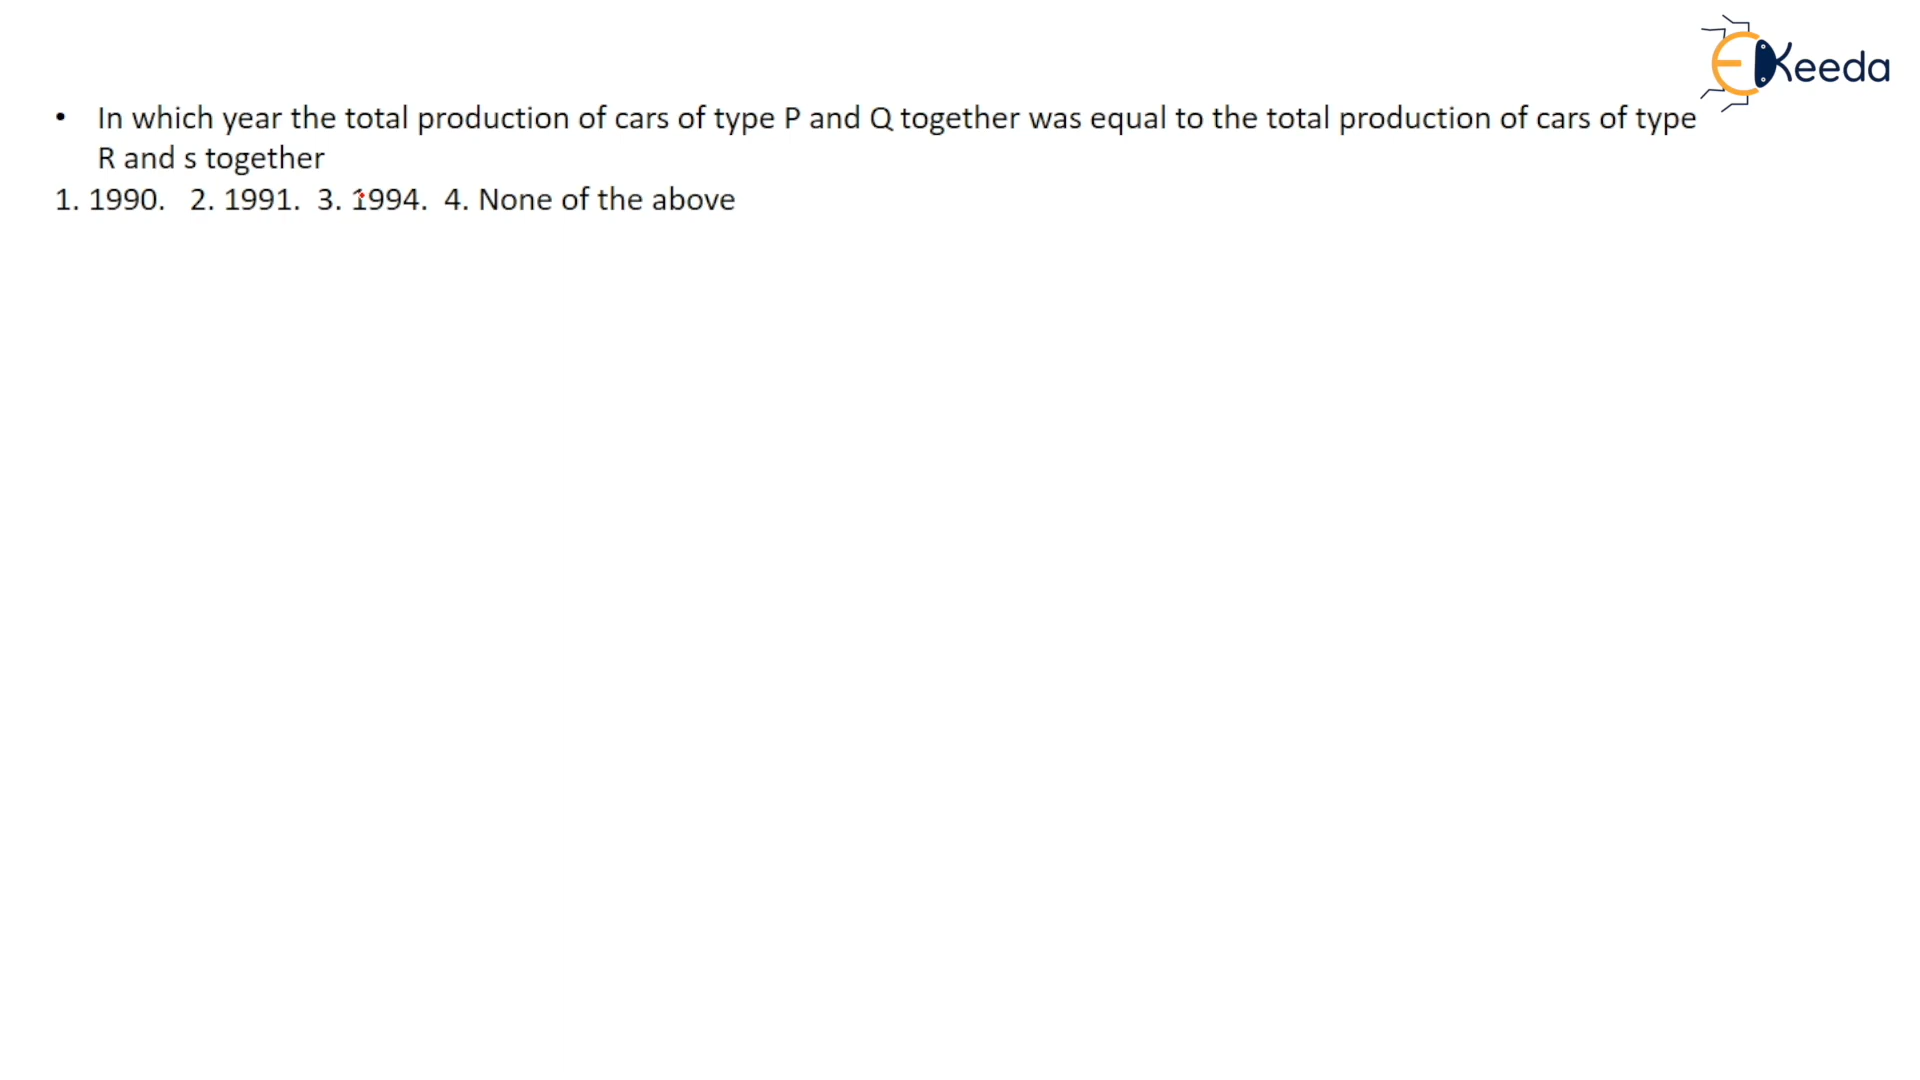 Keeda
• In which year the total production of cars of type P and Q together was equal to the total production of cars of type
R and s together
1. 1990. 2. 1991. 3. 1994. 4. None of the above